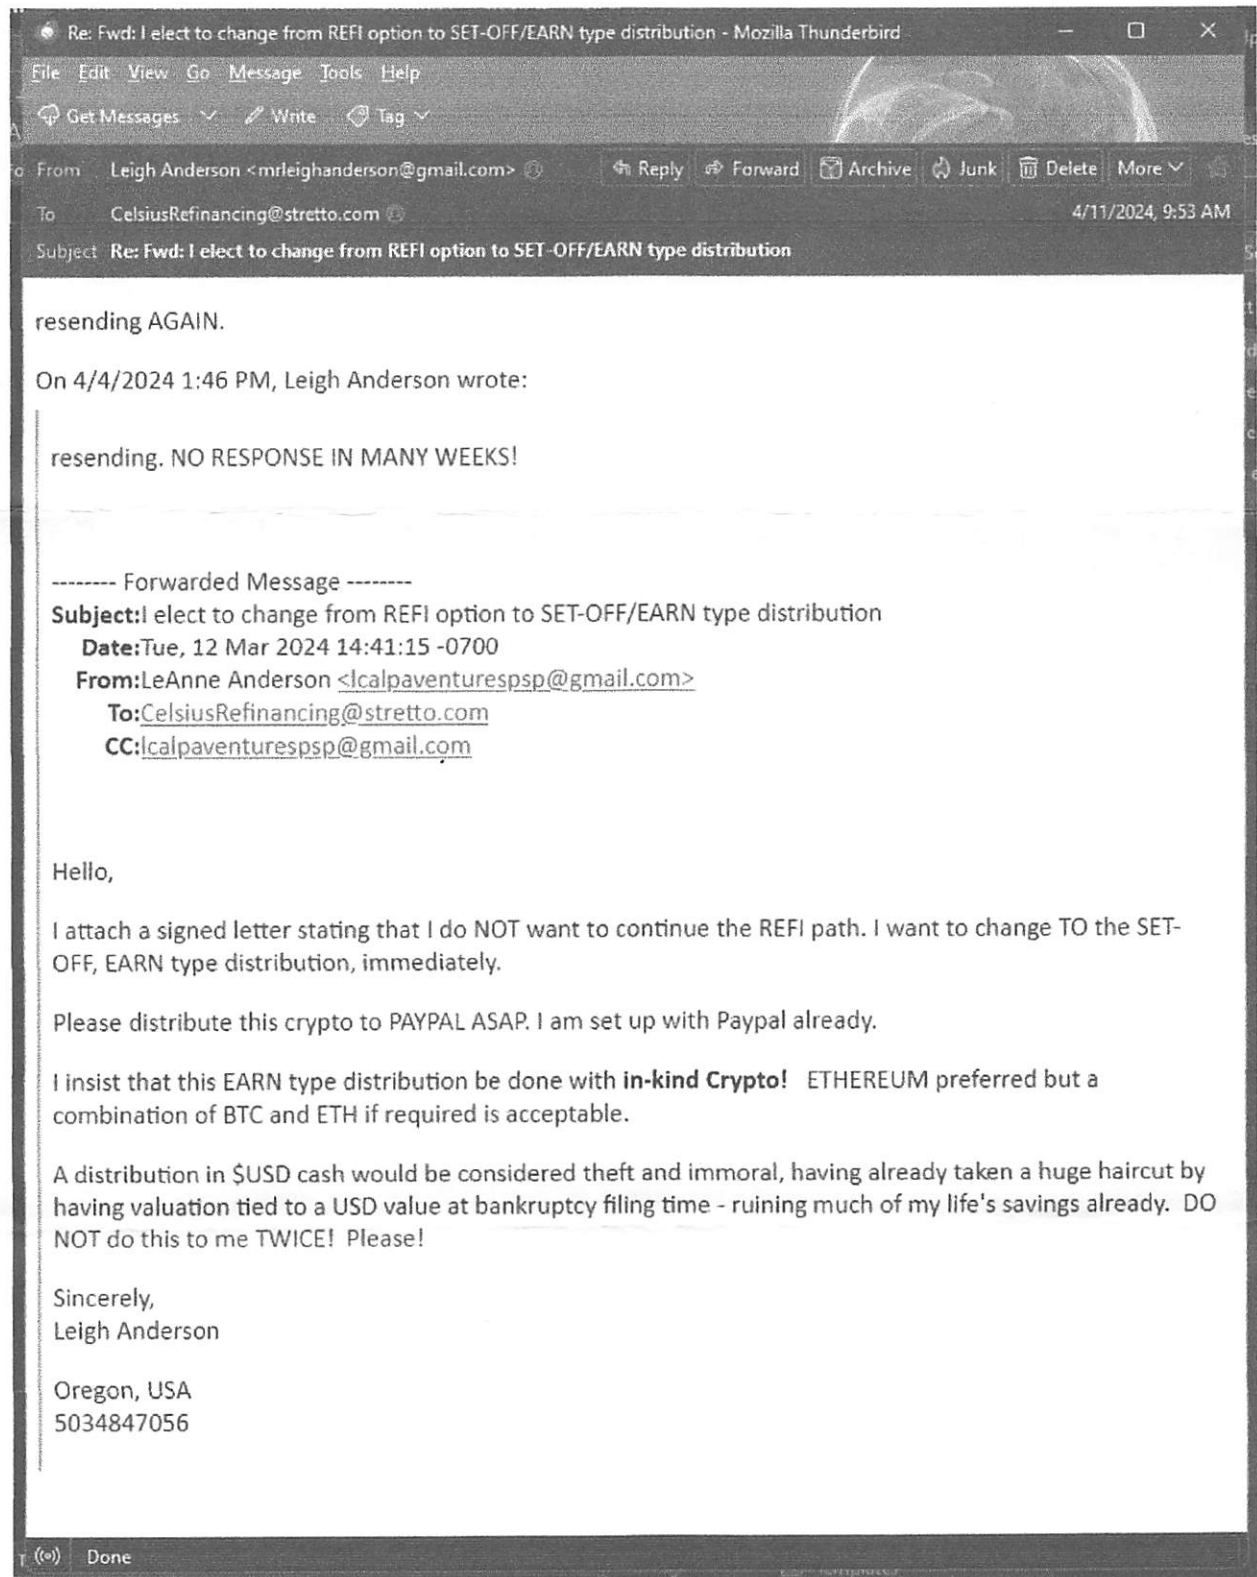 Re: Fwd: I elect to change from REFI option to SET-OFF/EARN type distribution - Mozilla Thunderbird
File Edit View Go Message Tools Help
Get Messages Write Tag
From Leigh Anderson <mrleighanderson@gmail.com> Reply Forward Archive Junk Delete More
To CelsiusRefinancing@stretto.com 4/11/2024, 9:53 AM
Subject Re: Fwd: I elect to change from REFI option to SET-OFF/EARN type distribution
resending AGAIN.
On 4/4/2024 1:46 PM, Leigh Anderson wrote:
resending. NO RESPONSE IN MANY WEEKS!
-------- Forwarded Message --------
Subject:I elect to change from REFI option to SET-OFF/EARN type distribution
Date:Tue, 12 Mar 2024 14:41:15 -0700
From:LeAnne Anderson <lcalpaventurespsp@gmail.com>
To:CelsiusRefinancing@stretto.com
CC:lcalpaventurespsp@gmail.com
Hello,
I attach a signed letter stating that I do NOT want to continue the REFI path. I want to change TO the SET-
OFF, EARN type distribution, immediately.
Please distribute this crypto to PAYPAL ASAP. I am set up with Paypal already.
I insist that this EARN type distribution be done with in-kind Crypto! ETHEREUM preferred but a
combination of BTC and ETH if required is acceptable.
A distribution in $USD cash would be considered theft and immoral, having already taken a huge haircut by
having valuation tied to a USD value at bankruptcy filing time - ruining much of my life's savings already. DO
NOT do this to me TWICE! Please!
Sincerely,
Leigh Anderson
Oregon, USA
5034847056
Done